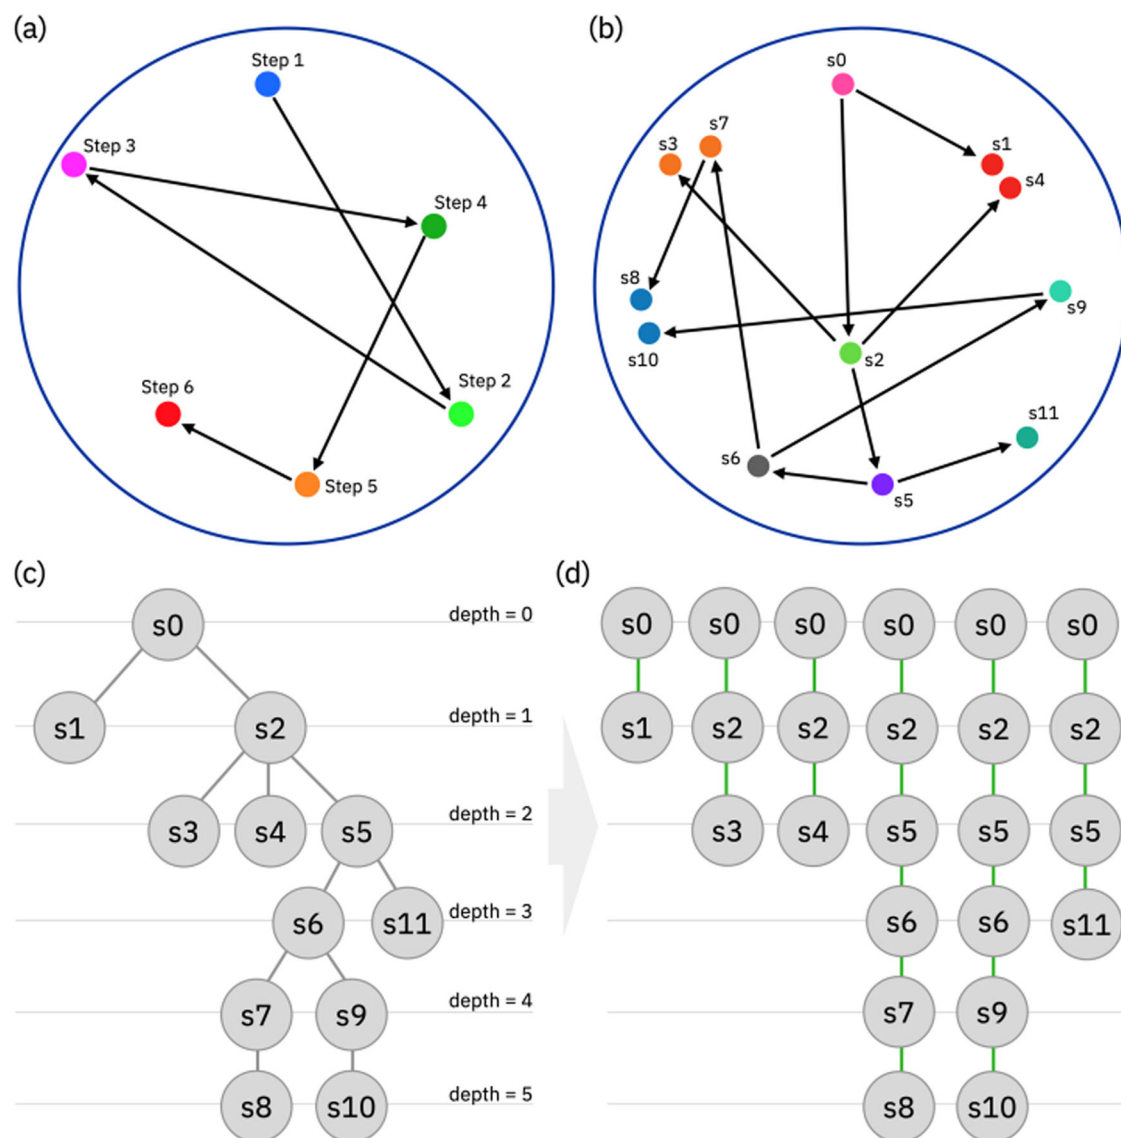 (a)
Step 1
Step 3
Step 4
Step 2
Step 6
Step 5
(b)
s0
s7
s3
s1
s4
s8
s9
s10
s2
s11
s6
s5
(c)
s0
depth = 0
s1
s2
depth = 1
s3
s4
s5
depth = 2
s6
s11
depth = 3
s7
s9
depth = 4
s8
s10
depth = 5
(d)
s0
s0
s0
s0
s0
s0
s1
s2
s2
s2
s2
s2
s3
s4
s5
s5
s5
s6
s6
s11
s7
s9
s8
s10